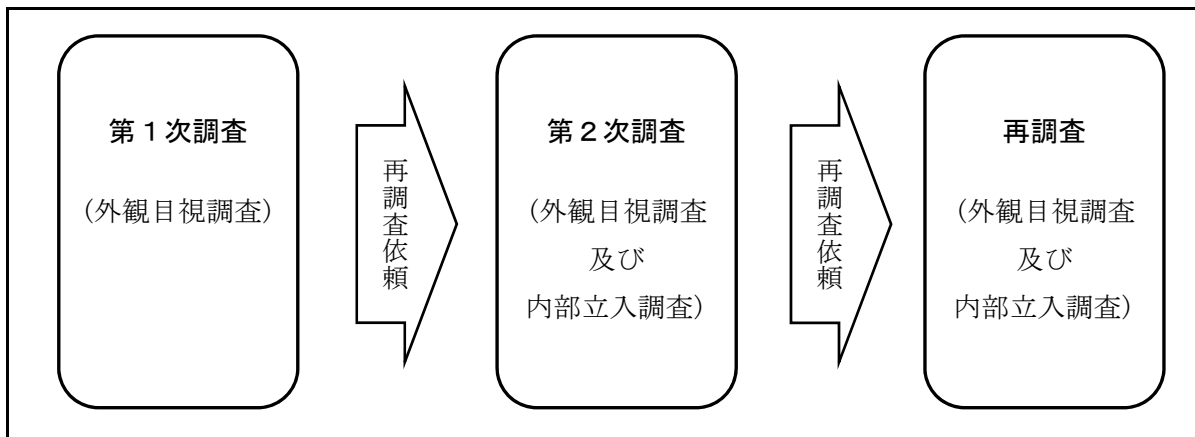 第１次調査
(外観目視調査)
再調査依頼
第２次調査
(外観目視調査
及び
内部立入調査)
再調査依頼
再調査
(外観目視調査
及び
内部立入調査)